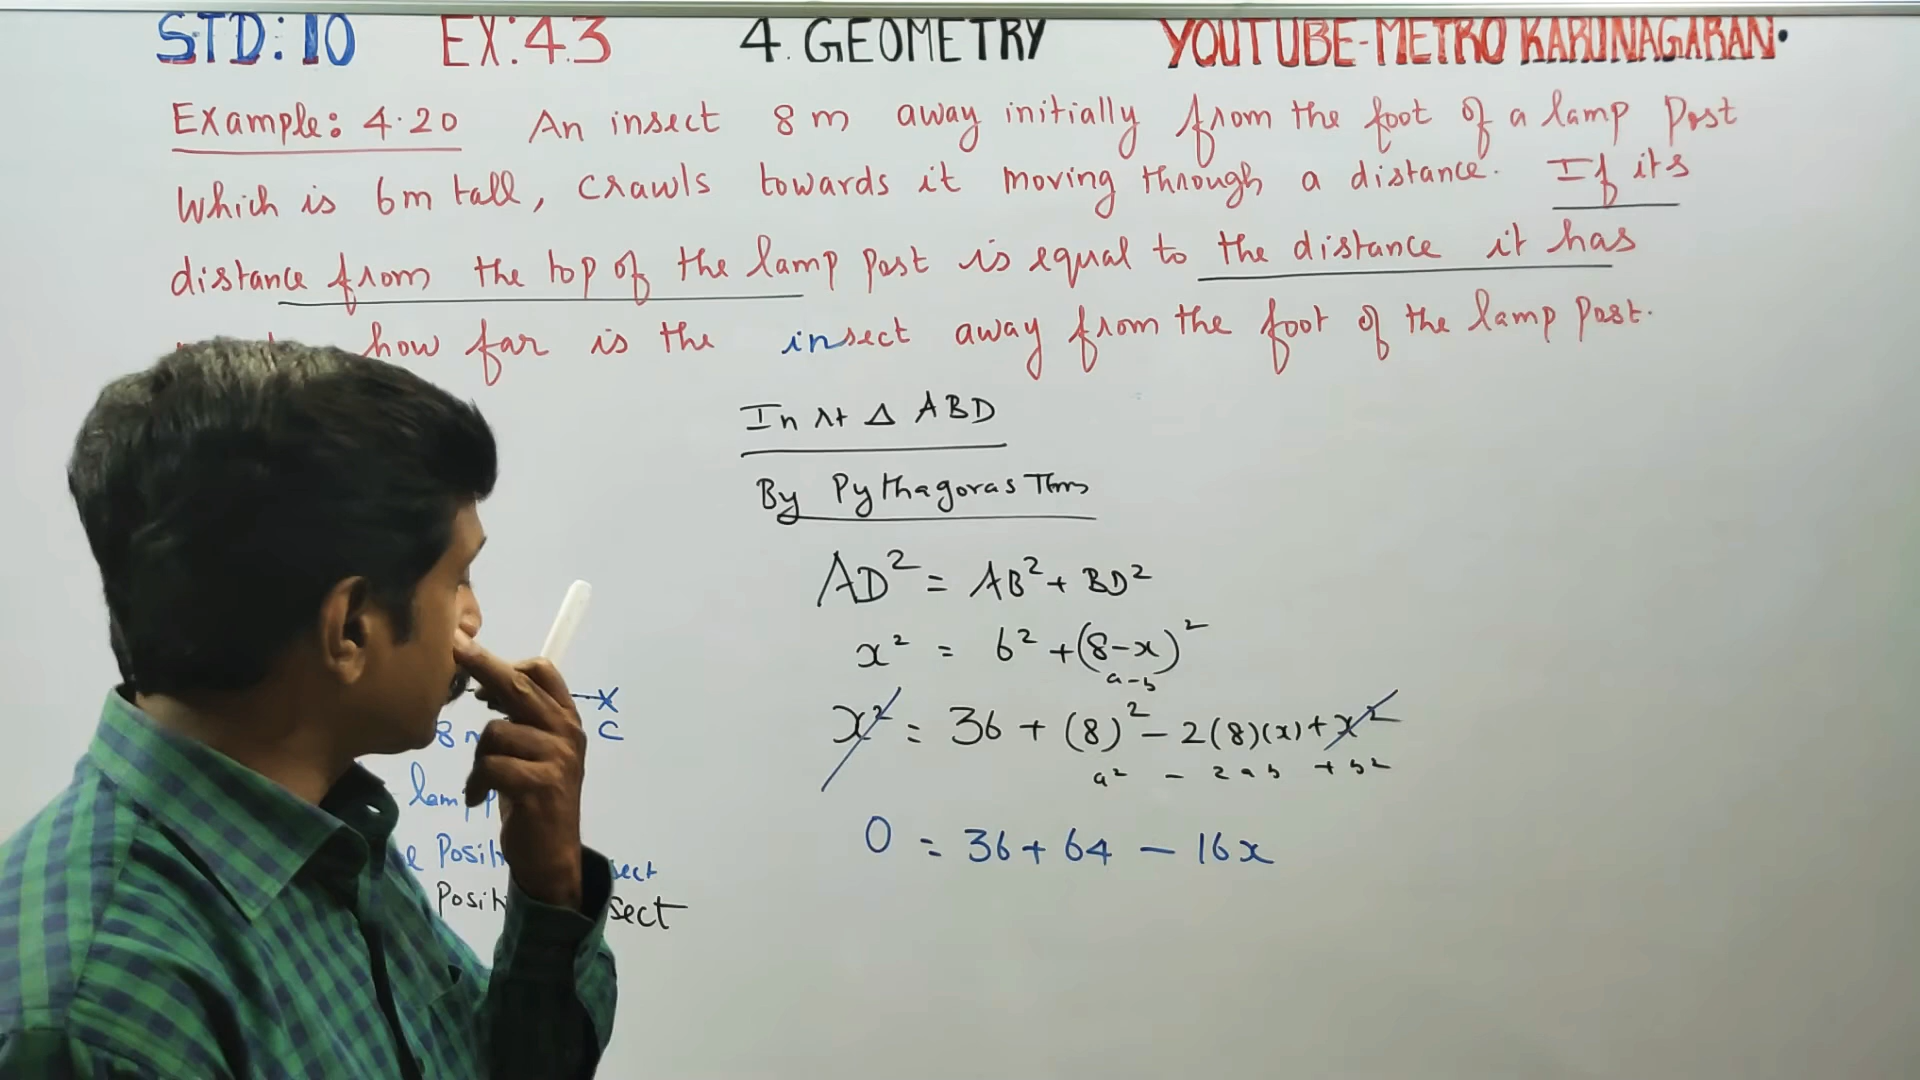 STD: 10 EX: 4.3 4. GEOMETRY YOUTUBE-METRO KARUNAGARAN.
Example: 4.20 An insect 8m away initially from the foot of a lamp post
which is 6m tall, crawls towards it moving through a distance. If its
distance from the top of the lamp post is equal to the distance it has
how far is the insect away from the foot of the lamp post.
In rt Δ ABD
By Pythagoras Thm
AD² = AB² + BD²
x² = 6² + (8-x)²
a-b
x² = 36 + (8)² - 2(8)(x) + x²
a² - 2ab + b²
0 = 36 + 64 - 16x
C
8
lamp
sect
sect